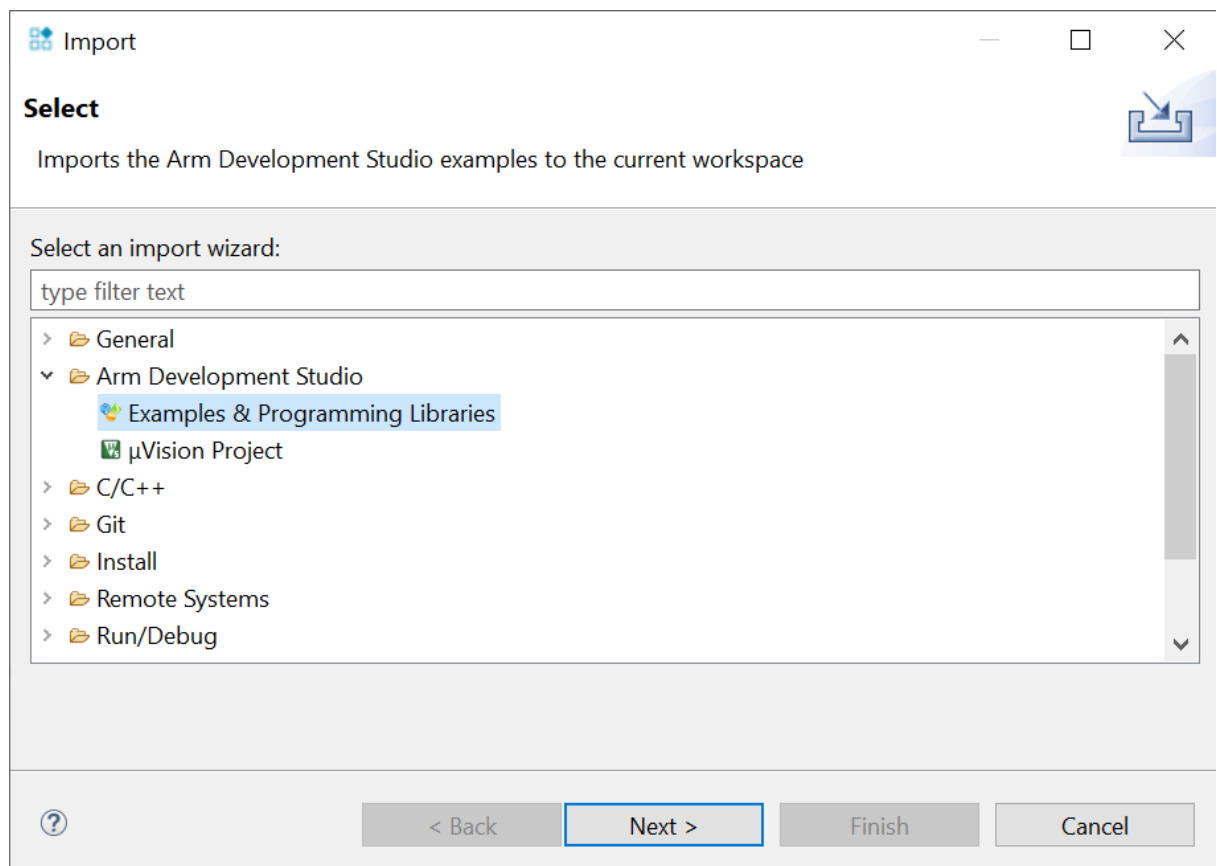 Import
Select
Imports the Arm Development Studio examples to the current workspace
Select an import wizard:
type filter text
General
Arm Development Studio
Examples & Programming Libraries
µVision Project
C/C++
Git
Install
Remote Systems
Run/Debug
? < Back Next > Finish Cancel